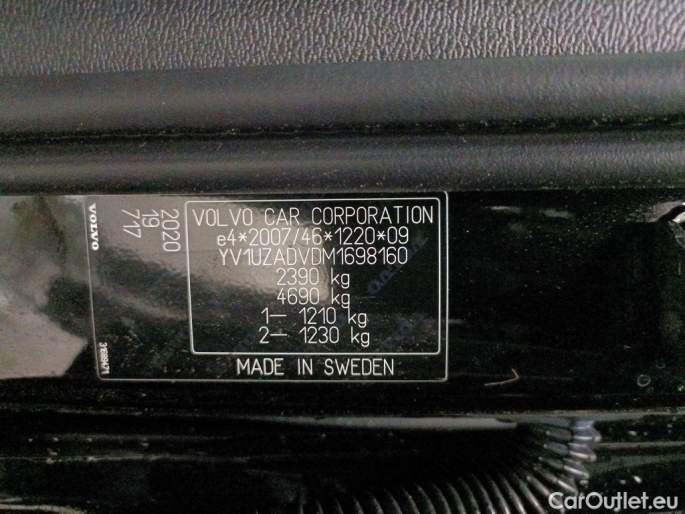 VOLVO CAR CORPORATION
e4*2007/46*1220*09
YV1UZADVDM1698160
2390 kg
4690 kg
1– 1210 kg
2– 1230 kg
MADE IN SWEDEN
2020
19
717
VOLVO
CarOutlet.eu